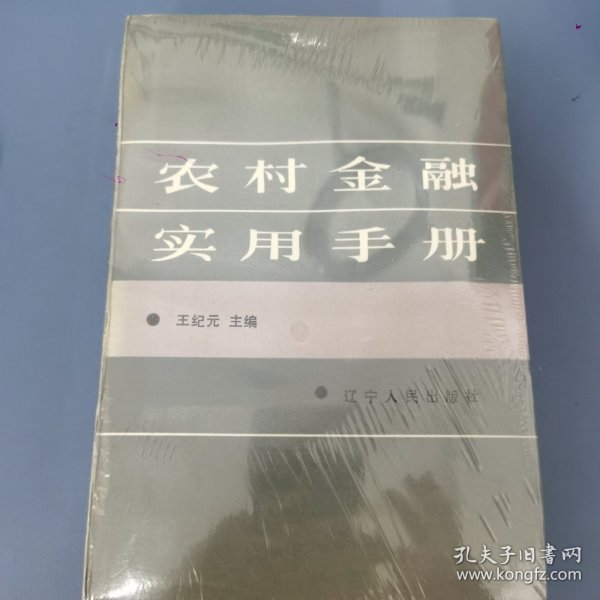 农村金融
实用手册
王纪元 主编
辽宁人民出版社
孔夫子旧书网
www.kongfz.com